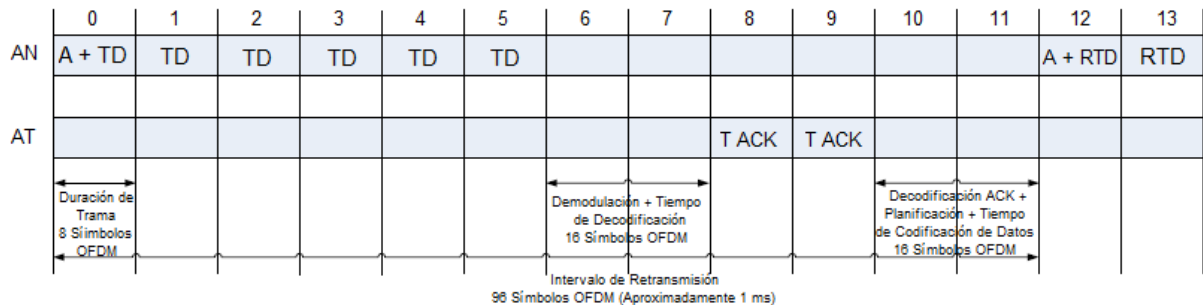 0 1 2 3 4 5 6 7 8 9 10 11 12 13
AN A + TD TD TD TD TD TD A + RTD RTD
AT T ACK T ACK
Duración de
Trama
8 Síimbolos
OFDM
Demodulación + Tiempo
de Decodificación
16 Símbolos OFDM
Decodificación ACK +
Planificación + Tiempo
de Codificación de Datos
16 Símbolos OFDM
Intervalo de Retransmisión
96 Símbolos OFDM (Aproximadamente 1 ms)